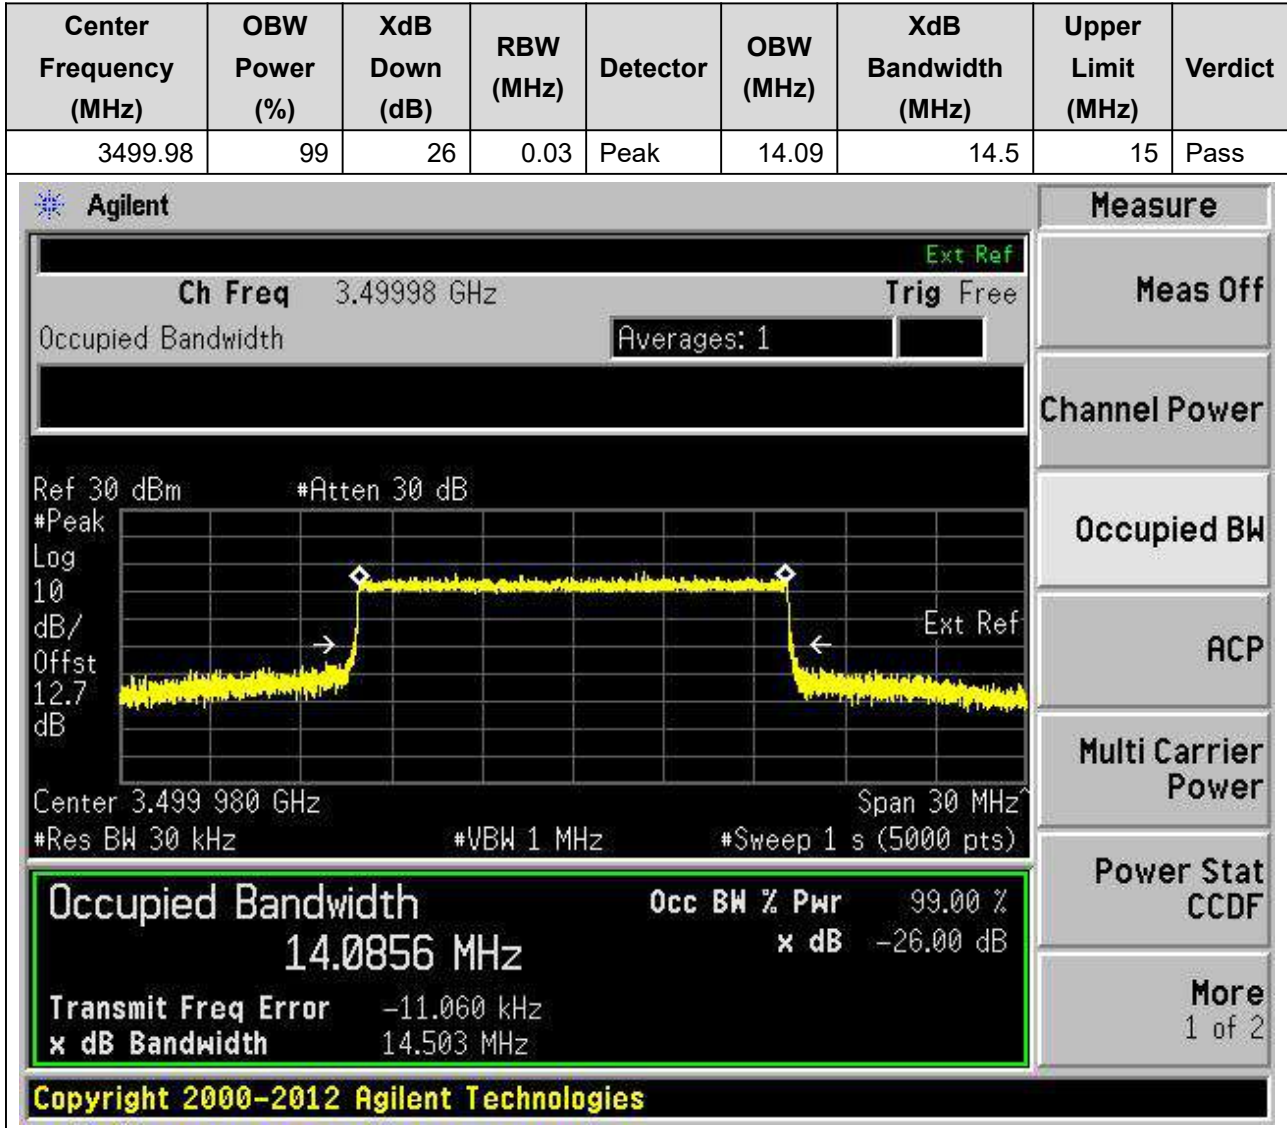 Center Frequency (MHz) OBW Power (%) XdB Down (dB) RBW (MHz) Detector OBW (MHz) XdB Bandwidth (MHz) Upper Limit (MHz) Verdict
3499.98 99 26 0.03 Peak 14.09 14.5 15 Pass
Agilent
Measure
Ext Ref
Ch Freq 3.49998 GHz Trig Free
Meas Off
Occupied Bandwidth Averages: 1
Channel Power
Ref 30 dBm #Atten 30 dB
#Peak
Log
10
dB/
Offst
12.7
dB
Ext Ref
Occupied BW
ACP
Center 3.499 980 GHz Span 30 MHz^
#Res BW 30 kHz #VBW 1 MHz #Sweep 1 s (5000 pts)
Multi Carrier
Power
Occupied Bandwidth Occ BW % Pwr 99.00 %
14.0856 MHz x dB -26.00 dB
Power Stat
CCDF
Transmit Freq Error -11.060 kHz
x dB Bandwidth 14.503 MHz
More
1 of 2
Copyright 2000-2012 Agilent Technologies